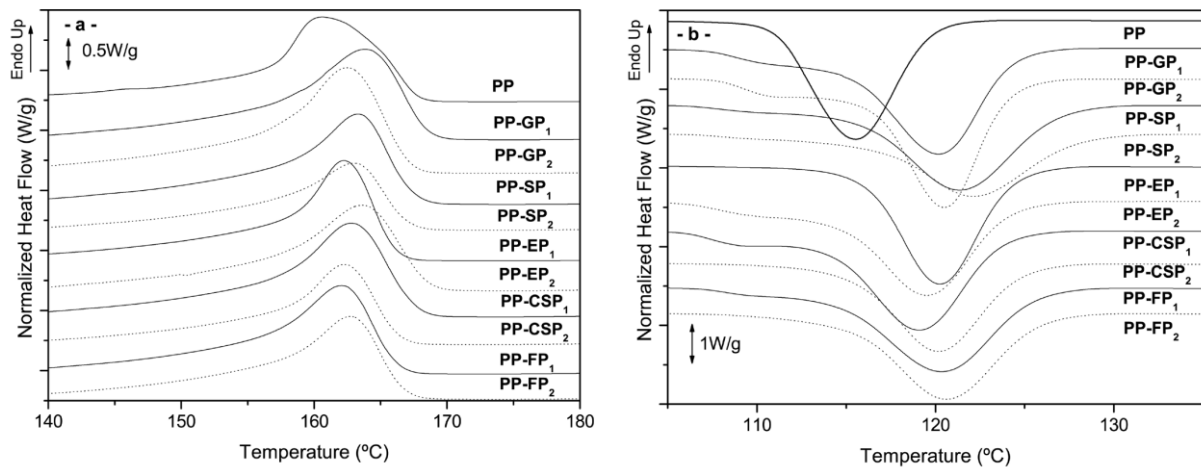 - a -
Endo Up
0.5W/g
Normalized Heat Flow (W/g)
PP
PP-GP₁
PP-GP₂
PP-SP₁
PP-SP₂
PP-EP₁
PP-EP₂
PP-CSP₁
PP-CSP₂
PP-FP₁
PP-FP₂
140 150 160 170 180
Temperature (ºC)
- b -
Endo Up
Normalized Heat Flow (W/g)
PP
PP-GP₁
PP-GP₂
PP-SP₁
PP-SP₂
PP-EP₁
PP-EP₂
PP-CSP₁
PP-CSP₂
PP-FP₁
PP-FP₂
1W/g
110 120 130
Temperature (ºC)